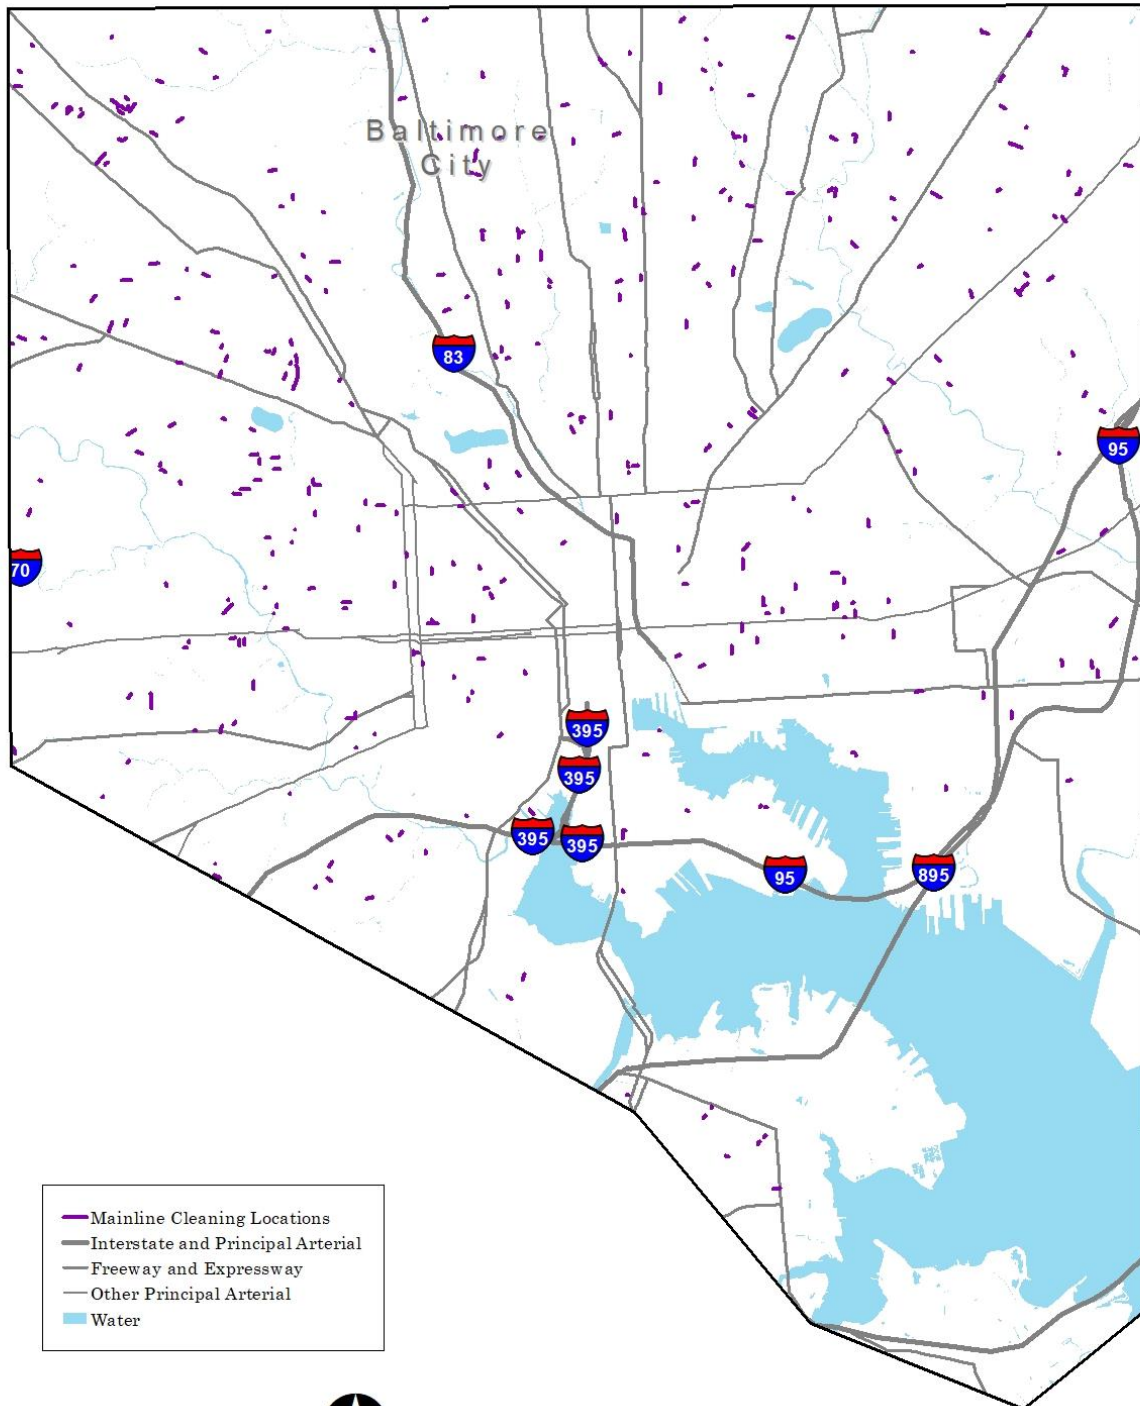 Baltimore
City
83
95
70
395
395
395
395
95
895
Mainline Cleaning Locations
Interstate and Principal Arterial
Freeway and Expressway
Other Principal Arterial
Water